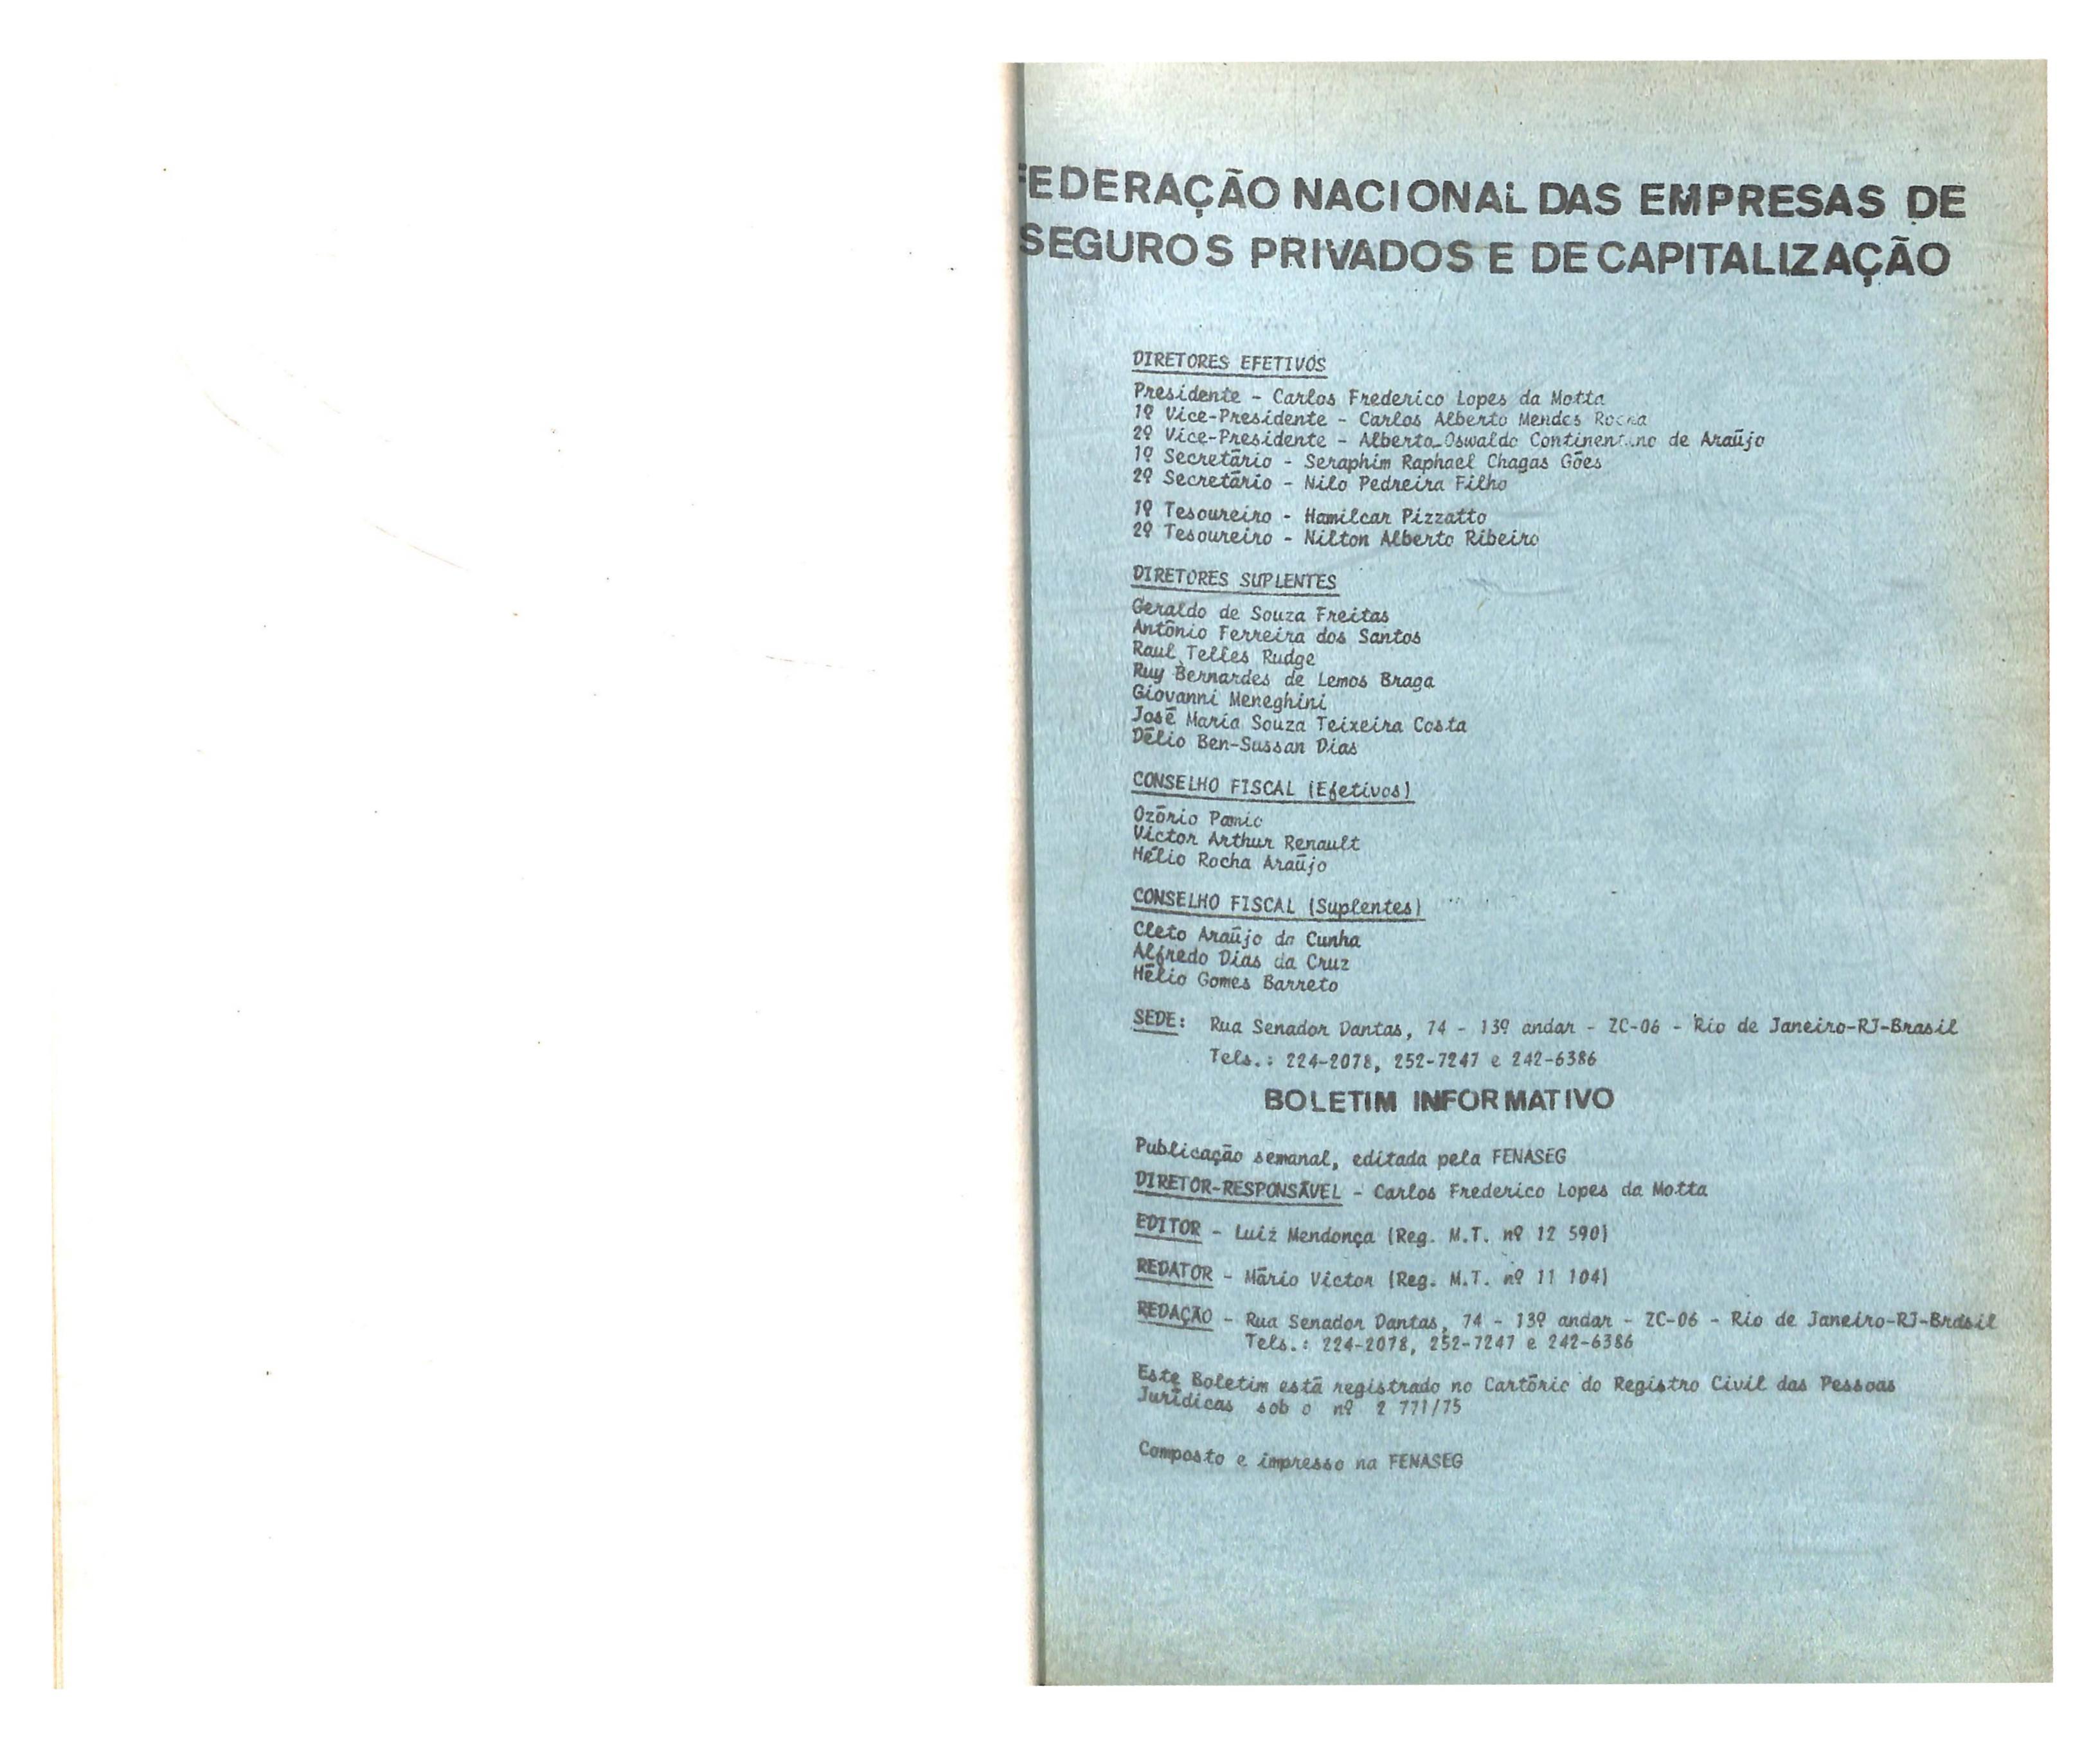 FEDERAÇÃO NACIONAL DAS EMPRESAS DE
SEGUROS PRIVADOS E DE CAPITALIZAÇÃO
DIRETORES EFETIVOS
Presidente - Carlos Frederico Lopes da Motta
1º Vice-Presidente - Carlos Alberto Mendes Rocha
2º Vice-Presidente - Alberto Oswaldo Continentino de Araújo
1º Secretário - Seraphim Raphael Chagas Góes
2º Secretário - Nilo Pedreira Filho
1º Tesoureiro - Hamilcar Pizzatto
2º Tesoureiro - Nilton Alberto Ribeiro
DIRETORES SUPLENTES
Geraldo de Souza Freitas
Antônio Ferreira dos Santos
Raul Telles Rudge
Ruy Bernardes de Lemos Braga
Giovanni Meneghini
José Maria Souza Teixeira Costa
Délio Ben-Sussan Dias
CONSELHO FISCAL (Efetivos)
Ozório Pamio
Victor Arthur Renault
Hélio Rocha Araújo
CONSELHO FISCAL (Suplentes)
Cleto Araújo da Cunha
Alfredo Dias da Cruz
Hélio Gomes Barreto
SEDE: Rua Senador Dantas, 74 - 13º andar - ZC-06 - Rio de Janeiro-RJ-Brasil
Tels.: 224-2078, 252-7247 e 242-6386
BOLETIM INFORMATIVO
Publicação semanal, editada pela FENASEG
DIRETOR-RESPONSÁVEL - Carlos Frederico Lopes da Motta
EDITOR - Luiz Mendonça (Reg. M.T. nº 12 590)
REDATOR - Mário Victor (Reg. M.T. nº 11 104)
REDAÇÃO - Rua Senador Dantas, 74 - 13º andar - ZC-06 - Rio de Janeiro-RJ-Brasil
Tels.: 224-2078, 252-7247 e 242-6386
Este Boletim está registrado no Cartório do Registro Civil das Pessoas
Jurídicas sob o nº 2 771/75
Composto e impresso na FENASEG